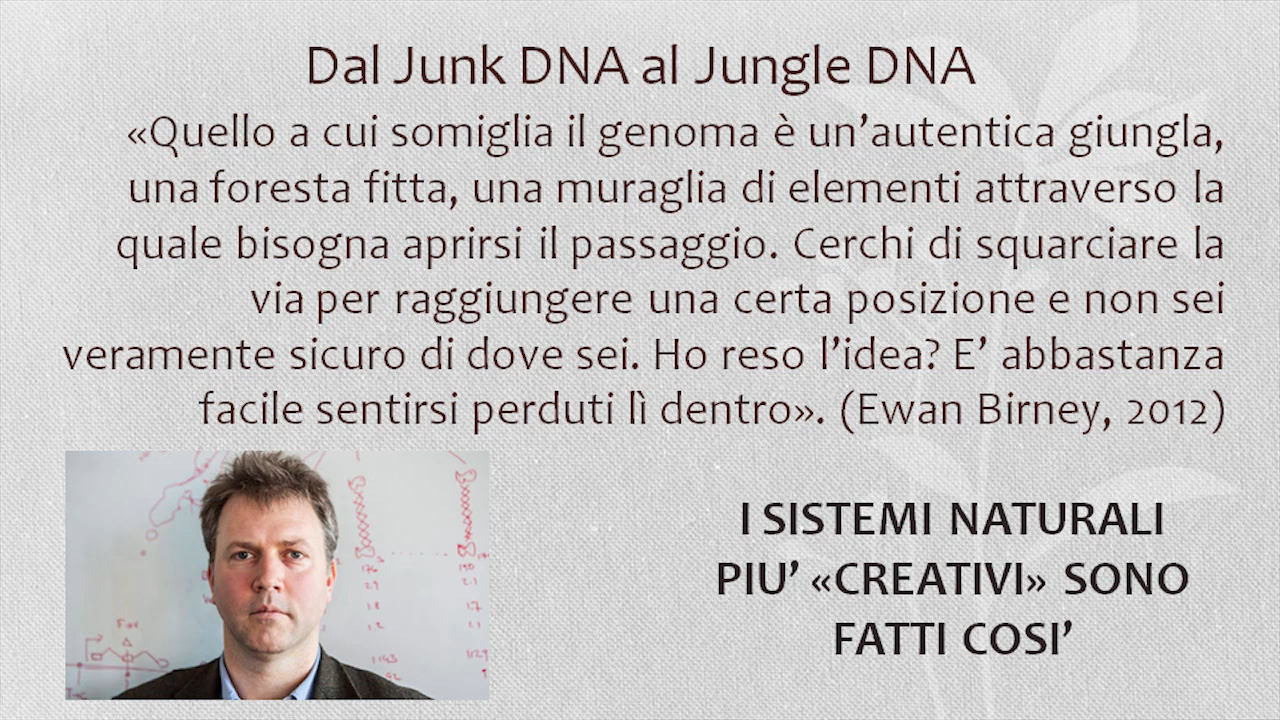 Dal Junk DNA al Jungle DNA
«Quello a cui somiglia il genoma è un’autentica giungla,
una foresta fitta, una muraglia di elementi attraverso la
quale bisogna aprirsi il passaggio. Cerchi di squarciare la
via per raggiungere una certa posizione e non sei
veramente sicuro di dove sei. Ho reso l’idea? E’ abbastanza
facile sentirsi perduti lì dentro». (Ewan Birney, 2012)
I SISTEMI NATURALI
PIU’ «CREATIVI» SONO
FATTI COSI’